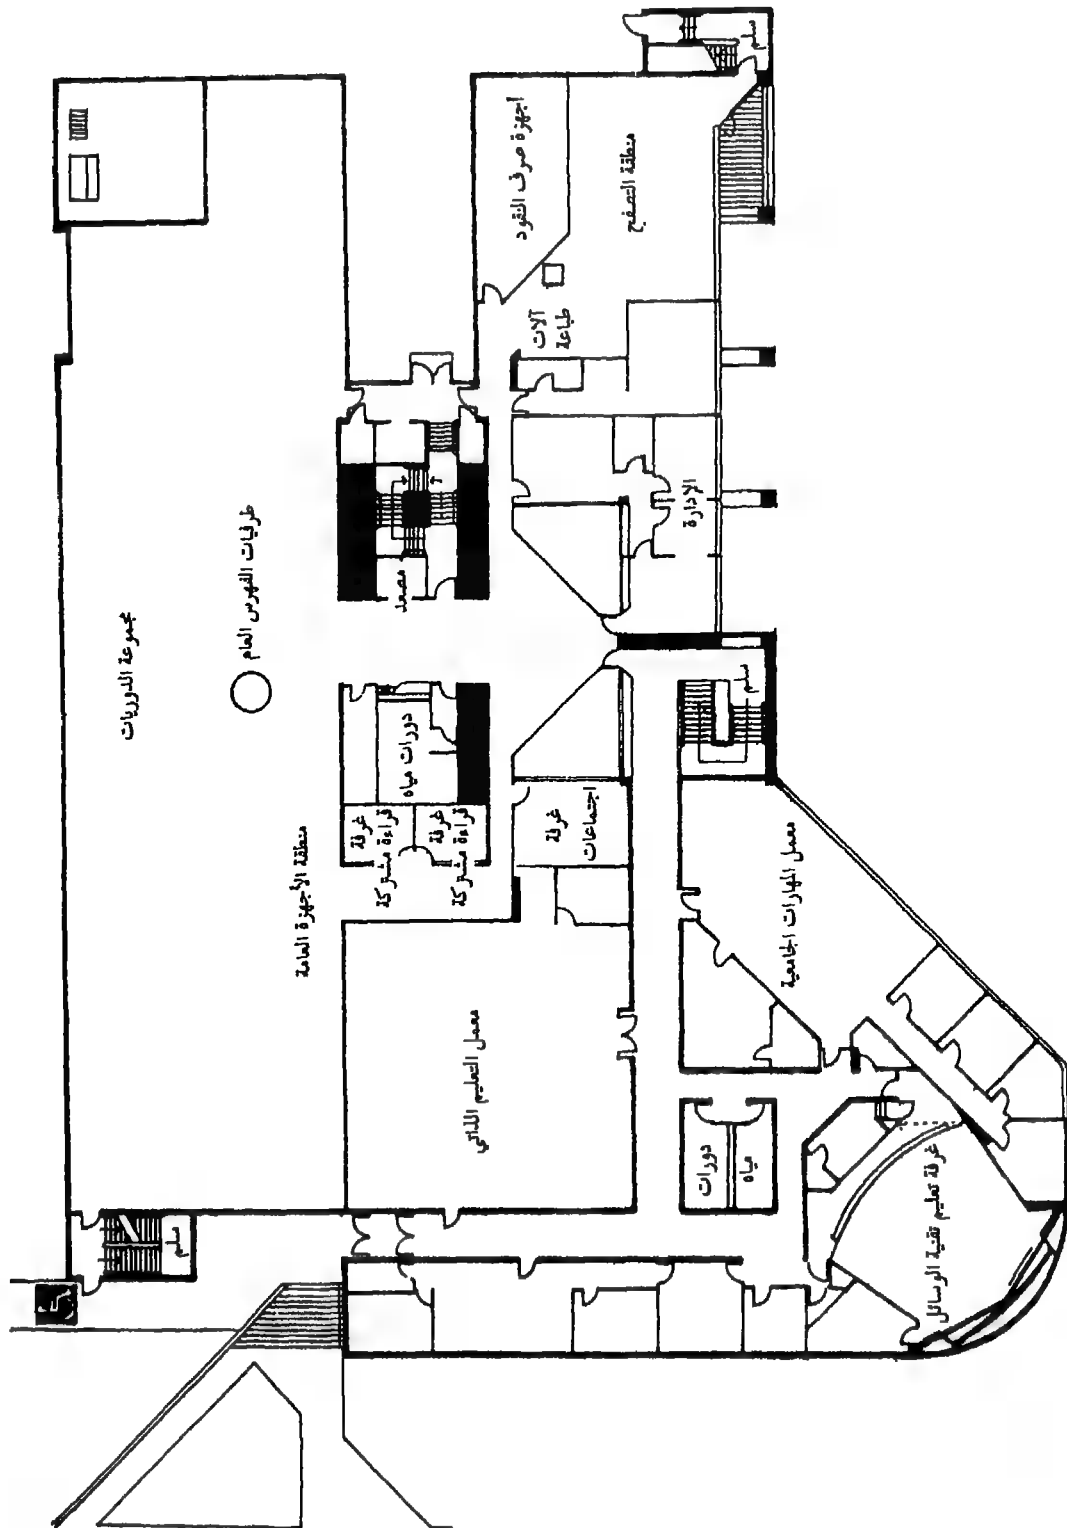 سلم
أجهزة صرف النقود
منطقة التصفح
آلات
طباعة
الإدارة
طرفيات الفهرس العام
مجموعة الدوريات
مصعد
سلم
دورات مياه
غرفة
قراءة مشتركة
غرفة
قراءة مشتركة
غرفة
اجتماعات
منطقة الأجهزة العامة
معمل المهارات الجامعية
معمل التعليم الذاتي
دورات
مياه
غرفة تعليم تقنية الوسائل
سلم